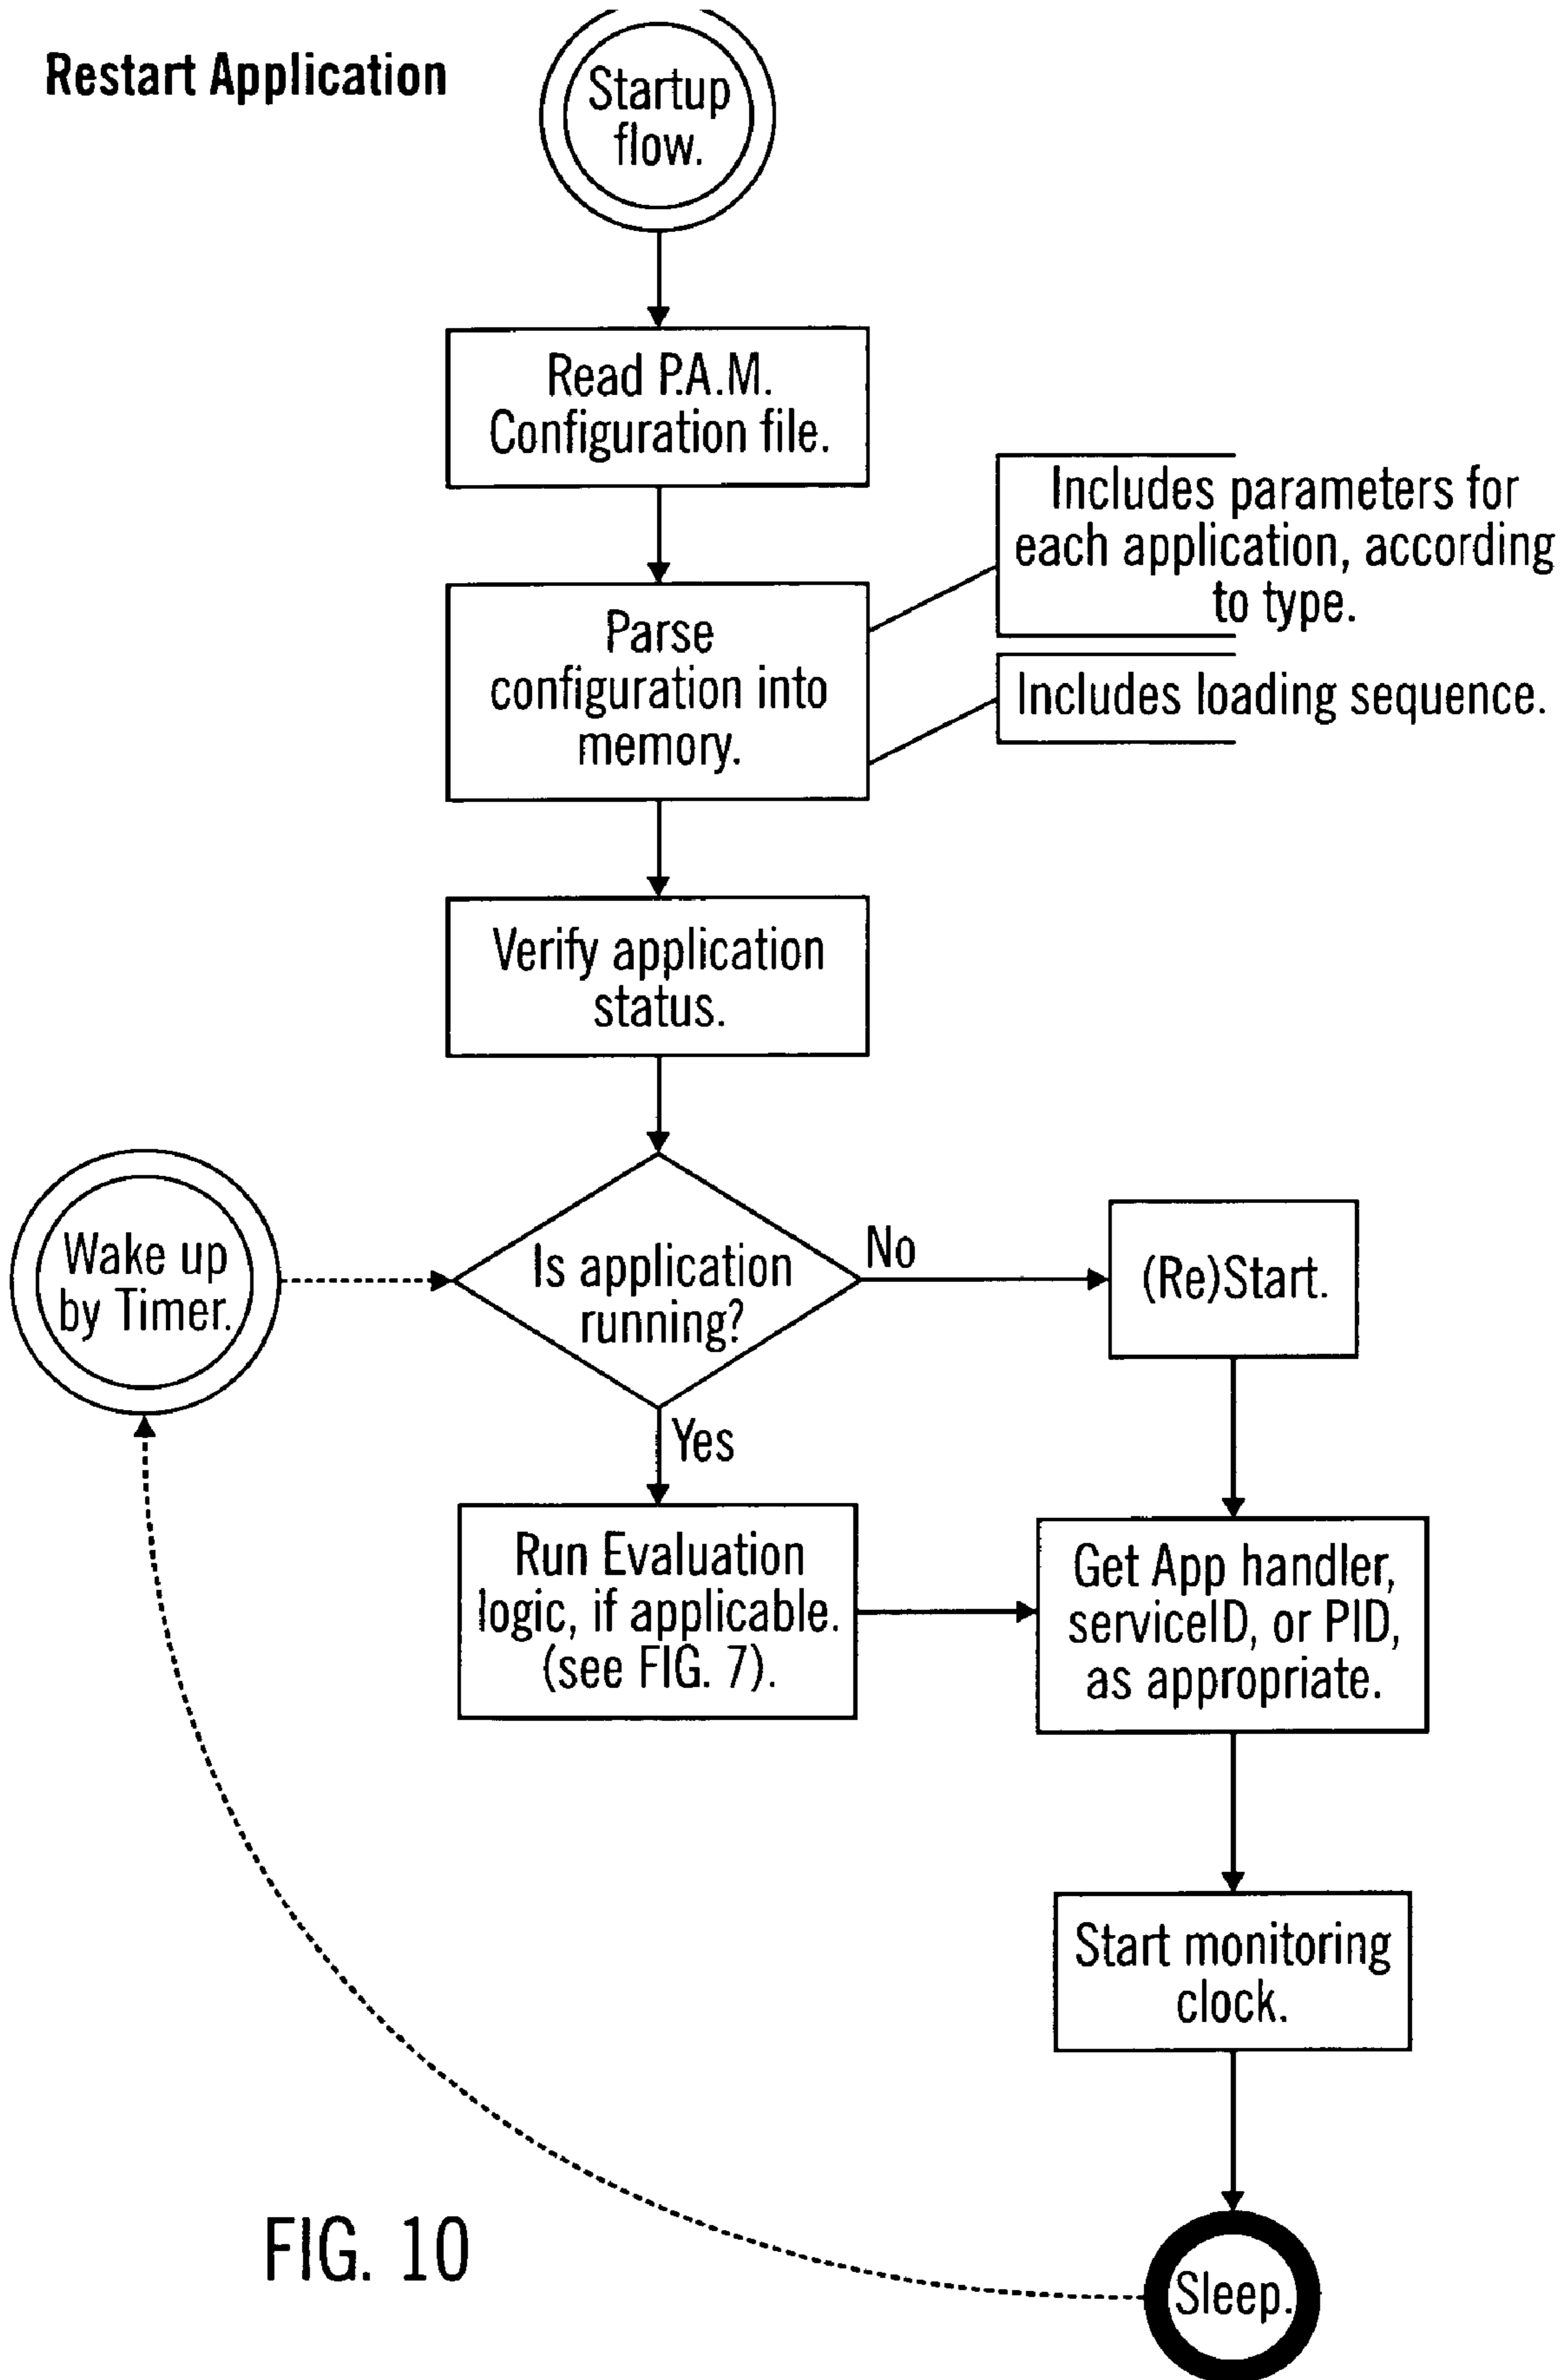 Restart Application
Startup
flow.
Read P.A.M.
Configuration file.
Includes parameters for
each application, according
to type.
Parse
configuration into
memory.
Includes loading sequence.
Verify application
status.
Wake up
by Timer.
Is application
running?
No
(Re)Start.
Yes
Run Evaluation
logic, if applicable.
(see FIG. 7).
Get App handler,
serviceID, or PID,
as appropriate.
Start monitoring
clock.
FIG. 10
Sleep.